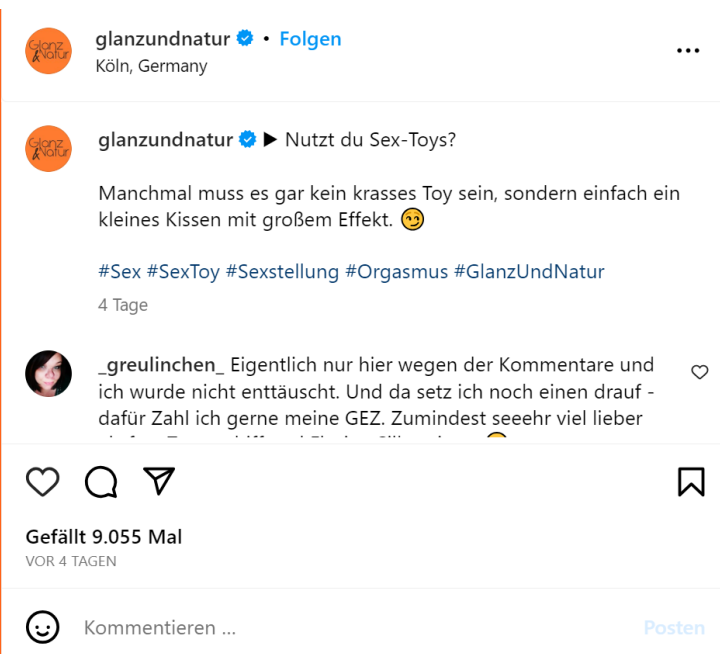 Glanz
&Natur
glanzundnatur • Folgen
Köln, Germany
Glanz
&Natur
glanzundnatur ▶ Nutzt du Sex-Toys?
Manchmal muss es gar kein krasses Toy sein, sondern einfach ein
kleines Kissen mit großem Effekt. 😏
#Sex #SexToy #Sexstellung #Orgasmus #GlanzUndNatur
4 Tage
_greulinchen_ Eigentlich nur hier wegen der Kommentare und
ich wurde nicht enttäuscht. Und da setz ich noch einen drauf -
dafür Zahl ich gerne meine GEZ. Zumindest seeehr viel lieber
Gefällt 9.055 Mal
VOR 4 TAGEN
Kommentieren ...
Posten